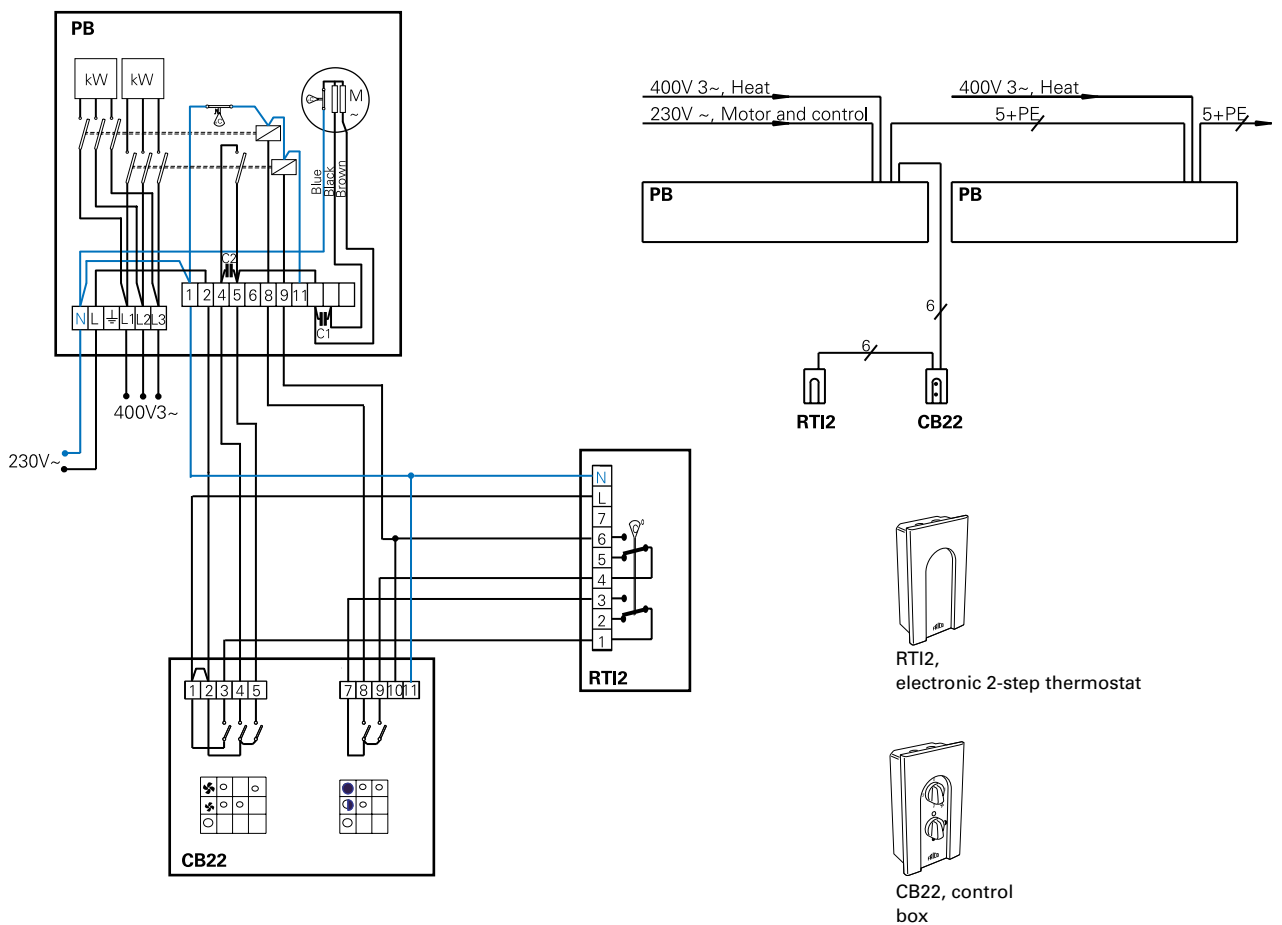 PB
kW kW
M
~
Blue
Black
Brown
C2
1 2 4 5 6 8 9 11
N L L1 L2 L3
C1
400V3~
230V~
N
L
7
6
5
4
3
2
1
RTI2
1 2 3 4 5
7 8 9 10 11
CB22
400V 3~, Heat
230V ~, Motor and control
400V 3~, Heat
5+PE
5+PE
PB
PB
6
6
RTI2
CB22
RTI2,
electronic 2-step thermostat
CB22, control
box